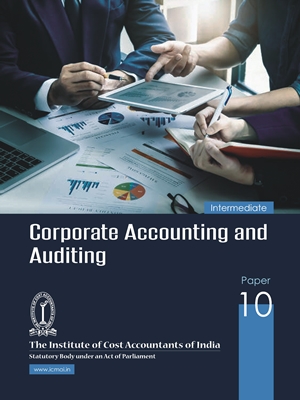 Intermediate
Corporate Accounting and
Auditing
Paper
10
The Institute of Cost Accountants of India
Statutory Body under an Act of Parliament
www.icmai.in